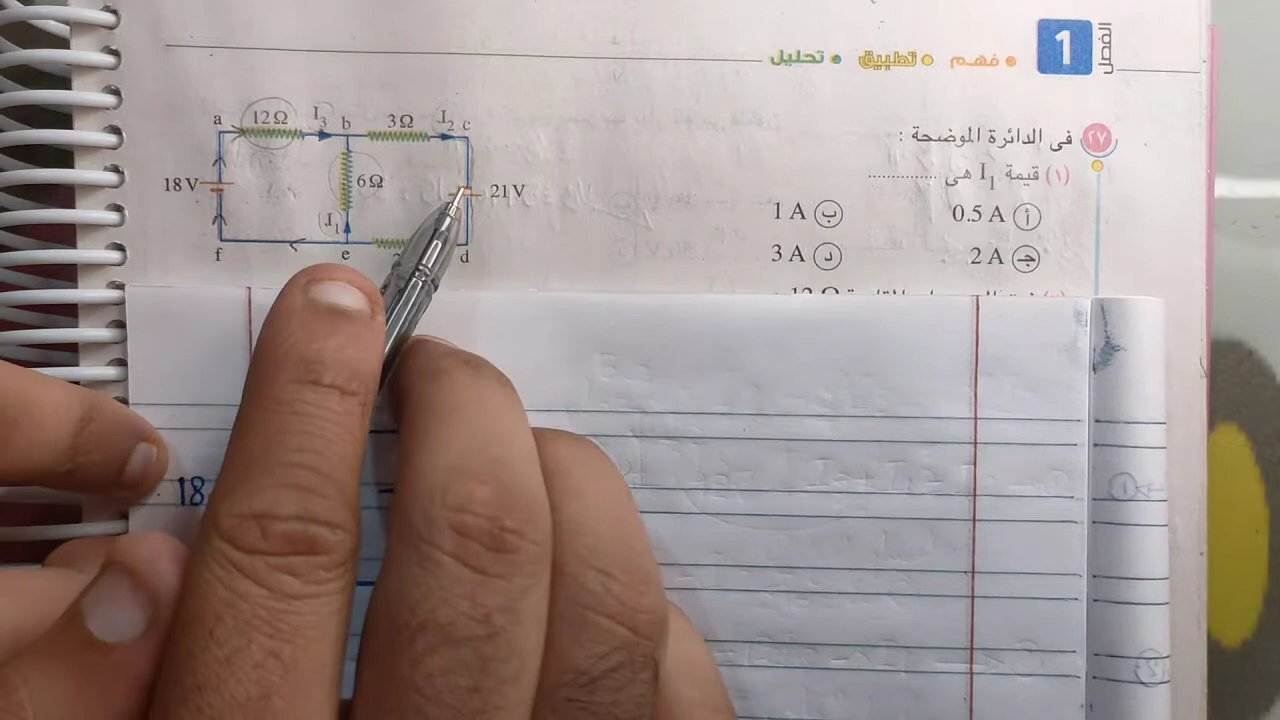 الفصل
1
فهم • تطبيق • تحليل
٢٧ فى الدائرة الموضحة :
(١) قيمة I₁ هى ..............
أ 0.5 A
ب 1 A
ج 2 A
د 3 A
a 12Ω I₃ b 3Ω I₂ c
18V 6Ω 21V
I₁
f e d
18